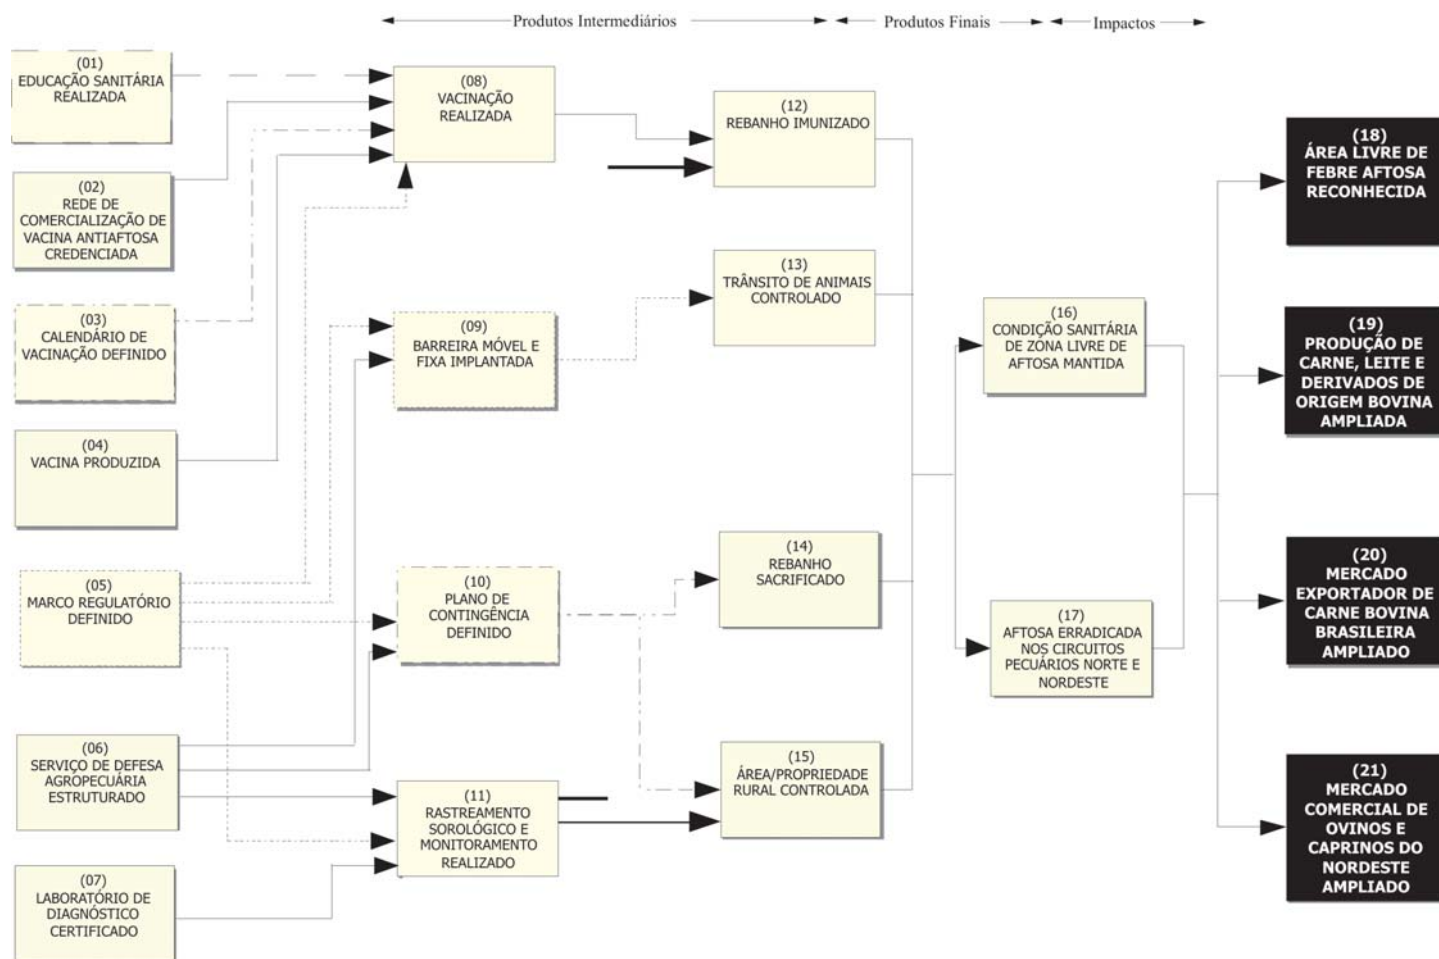 Produtos Intermediários
Produtos Finais
Impactos
(01)
EDUCAÇÃO SANITÁRIA
REALIZADA
(02)
REDE DE
COMERCIALIZAÇÃO DE
VACINA ANTIAFTOSA
CREDENCIADA
(03)
CALENDÁRIO DE
VACINAÇÃO DEFINIDO
(04)
VACINA PRODUZIDA
(05)
MARCO REGULATÓRIO
DEFINIDO
(06)
SERVIÇO DE DEFESA
AGROPECUÁRIA
ESTRUTURADO
(07)
LABORATÓRIO DE
DIAGNÓSTICO
CERTIFICADO
(08)
VACINAÇÃO
REALIZADA
(09)
BARREIRA MÓVEL E
FIXA IMPLANTADA
(10)
PLANO DE
CONTINGÊNCIA
DEFINIDO
(11)
RASTREAMENTO
SOROLÓGICO E
MONITORAMENTO
REALIZADO
(12)
REBANHO IMUNIZADO
(13)
TRÂNSITO DE ANIMAIS
CONTROLADO
(14)
REBANHO
SACRIFICADO
(15)
ÁREA/PROPRIEDADE
RURAL CONTROLADA
(16)
CONDIÇÃO SANITÁRIA
DE ZONA LIVRE DE
AFTOSA MANTIDA
(17)
AFTOSA ERRADICADA
NOS CIRCUITOS
PECUÁRIOS NORTE E
NORDESTE
(18)
ÁREA LIVRE DE
FEBRE AFTOSA
RECONHECIDA
(19)
PRODUÇÃO DE
CARNE, LEITE E
DERIVADOS DE
ORIGEM BOVINA
AMPLIADA
(20)
MERCADO
EXPORTADOR DE
CARNE BOVINA
BRASILEIRA
AMPLIADO
(21)
MERCADO
COMERCIAL DE
OVINOS E
CAPRINOS DO
NORDESTE
AMPLIADO